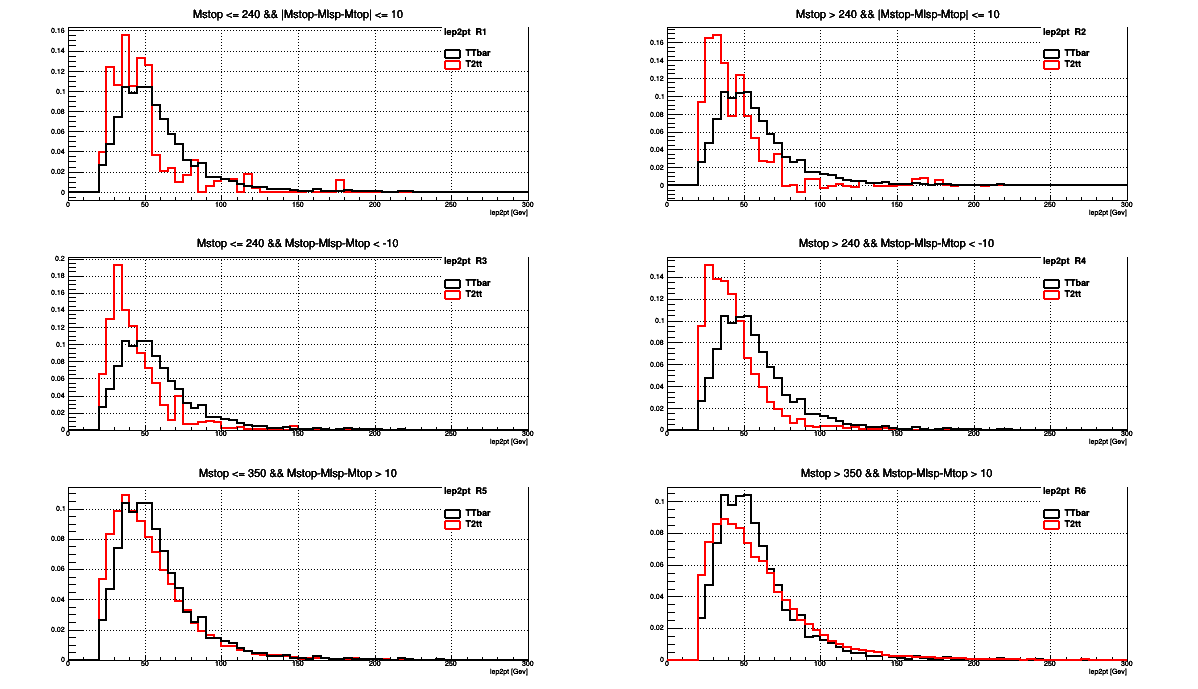 Mstop <= 240 && |Mstop-Mlsp-Mtop| <= 10
lep2pt R1
TTbar
T2tt
0.16
0.14
0.12
0.1
0.08
0.06
0.04
0.02
0
0 50 100 150 200 250 300
lep2pt [Gev]
Mstop > 240 && |Mstop-Mlsp-Mtop| <= 10
lep2pt R2
TTbar
T2tt
0.16
0.14
0.12
0.1
0.08
0.06
0.04
0.02
0
0 50 100 150 200 250 300
lep2pt [Gev]
Mstop <= 240 && Mstop-Mlsp-Mtop < -10
lep2pt R3
TTbar
T2tt
0.2
0.18
0.16
0.14
0.12
0.1
0.08
0.06
0.04
0.02
0
0 50 100 150 200 250 300
lep2pt [Gev]
Mstop > 240 && Mstop-Mlsp-Mtop < -10
lep2pt R4
TTbar
T2tt
0.14
0.12
0.1
0.08
0.06
0.04
0.02
0
0 50 100 150 200 250 300
lep2pt [Gev]
Mstop <= 350 && Mstop-Mlsp-Mtop > 10
lep2pt R5
TTbar
T2tt
0.1
0.08
0.06
0.04
0.02
0
0 50 100 150 200 250 300
lep2pt [Gev]
Mstop > 350 && Mstop-Mlsp-Mtop > 10
lep2pt R6
TTbar
T2tt
0.1
0.08
0.06
0.04
0.02
0
0 50 100 150 200 250 300
lep2pt [Gev]